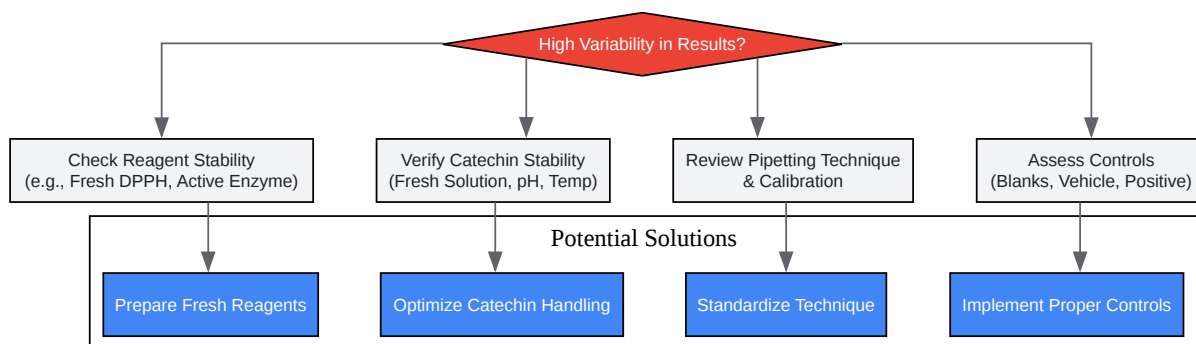 High Variability in Results?
Check Reagent Stability
(e.g., Fresh DPPH, Active Enzyme)
Verify Catechin Stability
(Fresh Solution, pH, Temp)
Review Pipetting Technique
& Calibration
Assess Controls
(Blanks, Vehicle, Positive)
Potential Solutions
Prepare Fresh Reagents
Optimize Catechin Handling
Standardize Technique
Implement Proper Controls